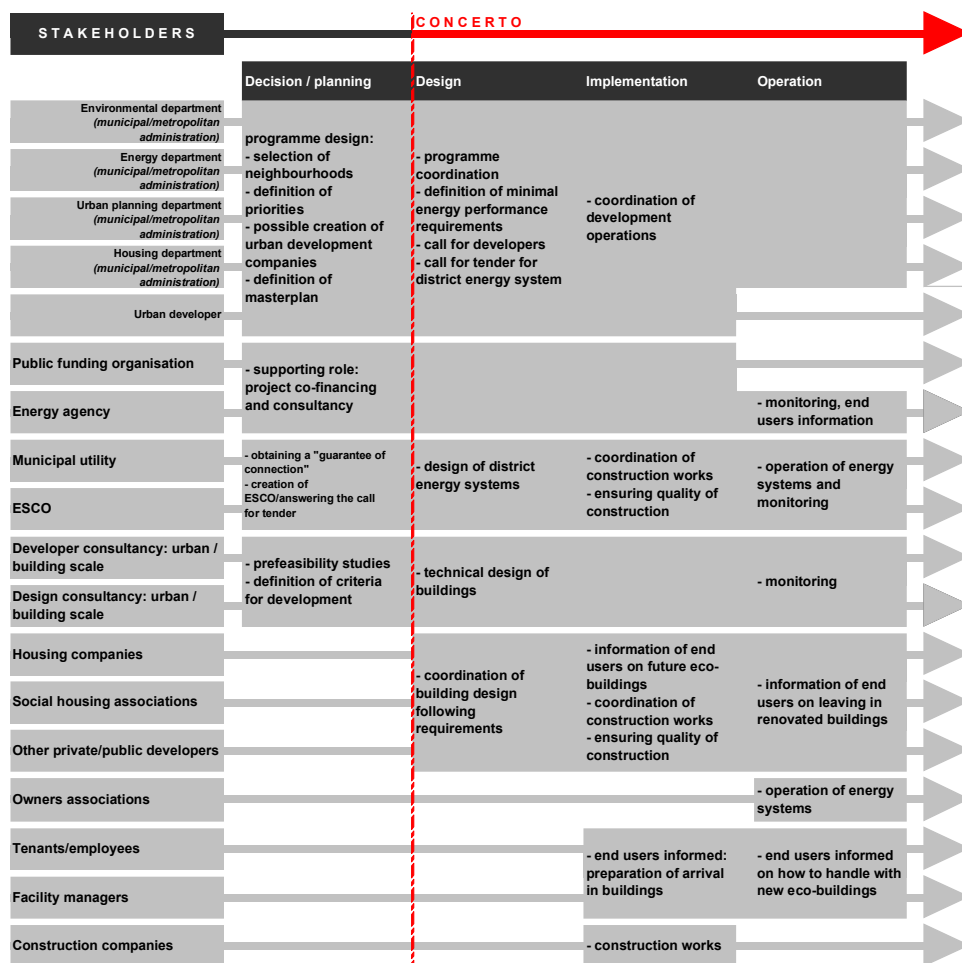 STAKEHOLDERS
CONCERTO
Decision / planning
Design
Implementation
Operation
Environmental department
(municipal/metropolitan
administration)
Energy department
(municipal/metropolitan
administration)
Urban planning department
(municipal/metropolitan
administration)
Housing department
(municipal/metropolitan
administration)
Urban developer
programme design:
- selection of
neighbourhoods
- definition of
priorities
- possible creation of
urban development
companies
- definition of
masterplan
- programme
coordination
- definition of minimal
energy performance
requirements
- call for developers
- call for tender for
district energy system
- coordination of
development
operations
Public funding organisation
Energy agency
- supporting role:
project co-financing
and consultancy
- monitoring, end
users information
Municipal utility
ESCO
- obtaining a "guarantee of
connection"
- creation of
ESCO/answering the call
for tender
- design of district
energy systems
- coordination of
construction works
- ensuring quality of
construction
- operation of energy
systems and
monitoring
Developer consultancy: urban /
building scale
Design consultancy: urban /
building scale
- prefeasibility studies
- definition of criteria
for development
- technical design of
buildings
- monitoring
Housing companies
Social housing associations
Other private/public developers
- coordination of
building design
following
requirements
- information of end
users on future eco-
buildings
- coordination of
construction works
- ensuring quality of
construction
- information of end
users on leaving in
renovated buildings
Owners associations
- operation of energy
systems
Tenants/employees
Facility managers
- end users informed:
preparation of arrival
in buildings
- end users informed
on how to handle with
new eco-buildings
Construction companies
- construction works